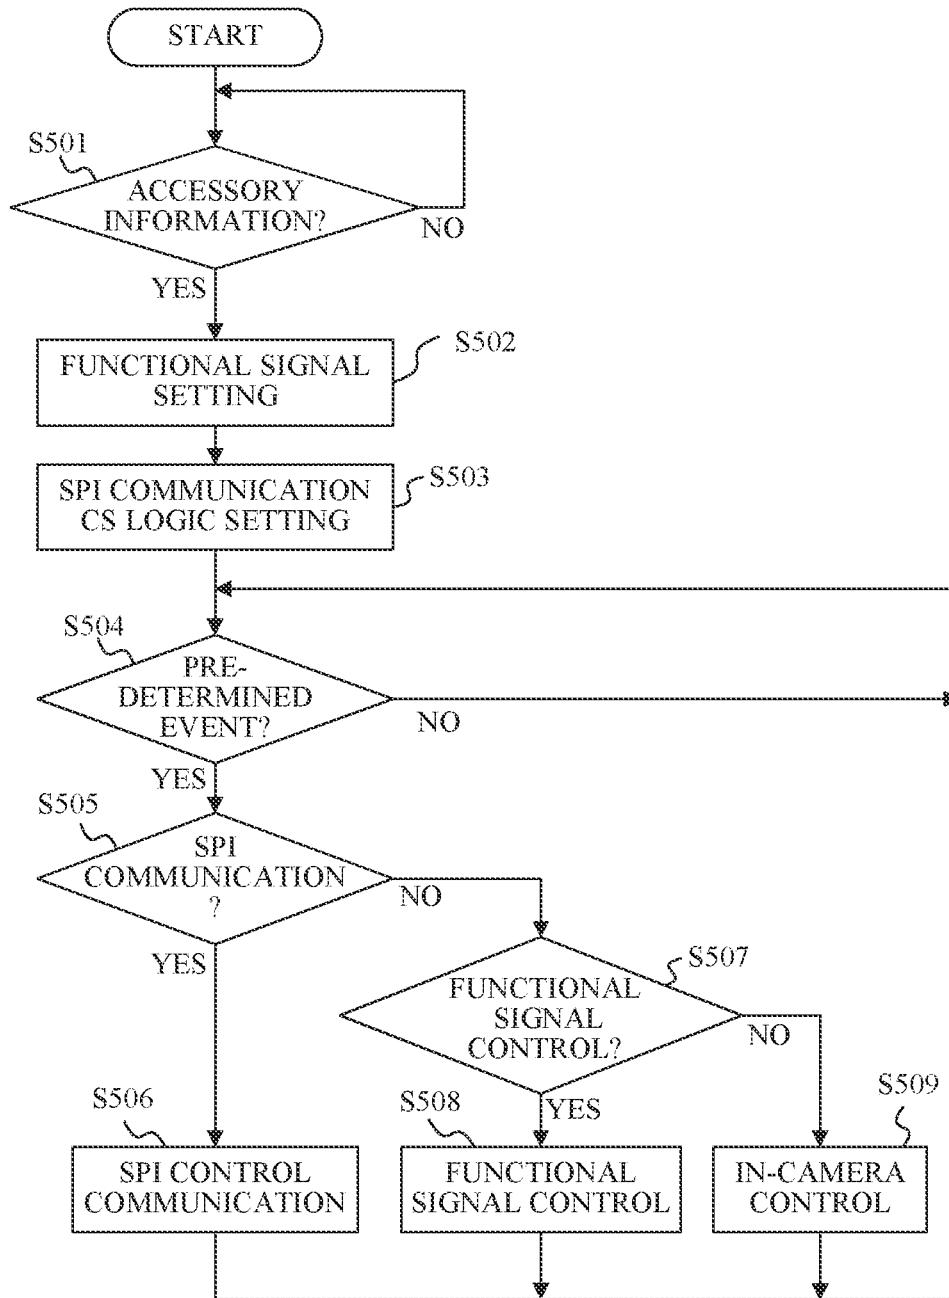 START
S501
ACCESSORY
INFORMATION?
NO
YES
S502
FUNCTIONAL SIGNAL
SETTING
S503
SPI COMMUNICATION
CS LOGIC SETTING
S504
PRE-
DETERMINED
EVENT?
NO
YES
S505
SPI
COMMUNICATION
?
NO
YES
S507
FUNCTIONAL
SIGNAL
CONTROL?
NO
YES
S506
SPI CONTROL
COMMUNICATION
S508
FUNCTIONAL
SIGNAL CONTROL
S509
IN-CAMERA
CONTROL